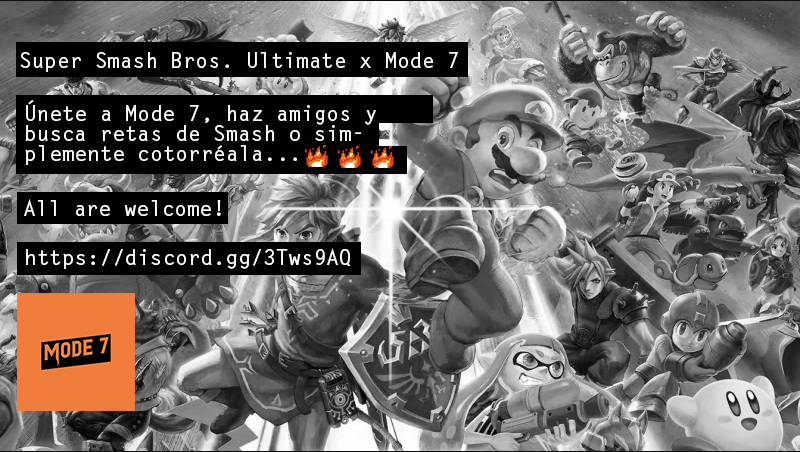 Super Smash Bros. Ultimate x Mode 7
Únete a Mode 7, haz amigos y
busca retas de Smash o sim-
plemente cotorréala...🔥🔥🔥
All are welcome!
https://discord.gg/3Tws9AQ
MODE 7